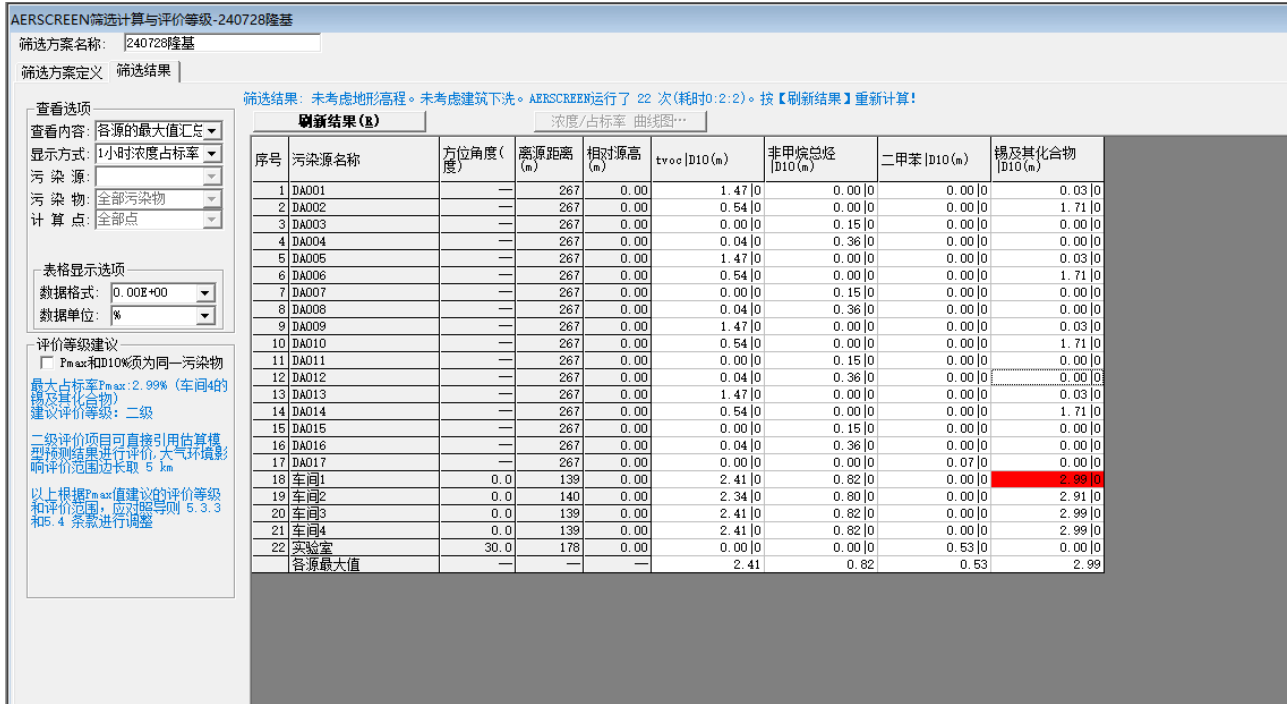 AERSCREEN筛选计算与评价等级-240728隆基
筛选方案名称: 240728隆基
筛选方案定义 筛选结果
筛选结果: 未考虑地形高程。未考虑建筑下洗。AERSCREEN运行了 22 次(耗时0:2:2)。按【刷新结果】重新计算!
刷新结果(R) 浓度/占标率 曲线图…
查看选项
查看内容: 各源的最大值汇总
显示方式: 1小时浓度占标率
污 染 源:
污 染 物: 全部污染物
计 算 点: 全部点
表格显示选项
数据格式: 0.00E+00
数据单位: %
评价等级建议
Pmax和D10%须为同一污染物
最大占标率Pmax:2.99% (车间4的
锡及其化合物)
建议评价等级: 二级
二级评价项目可直接引用估算模
型预测结果进行评价,大气环境影
响评价范围边长取 5 km
以上根据Pmax值建议的评价等级
和评价范围，应对照导则 5.3.3
和5.4 条款进行调整
序号 污染源名称 方位角度(度) 离源距离(m) 相对源高(m) tvoc|D10(m) 非甲烷总烃|D10(m) 二甲苯|D10(m) 锡及其化合物|D10(m)
1 DA001 — 267 0.00 1.47|0 0.00|0 0.00|0 0.03|0
2 DA002 — 267 0.00 0.54|0 0.00|0 0.00|0 1.71|0
3 DA003 — 267 0.00 0.00|0 0.15|0 0.00|0 0.00|0
4 DA004 — 267 0.00 0.04|0 0.36|0 0.00|0 0.00|0
5 DA005 — 267 0.00 1.47|0 0.00|0 0.00|0 0.03|0
6 DA006 — 267 0.00 0.54|0 0.00|0 0.00|0 1.71|0
7 DA007 — 267 0.00 0.00|0 0.15|0 0.00|0 0.00|0
8 DA008 — 267 0.00 0.04|0 0.36|0 0.00|0 0.00|0
9 DA009 — 267 0.00 1.47|0 0.00|0 0.00|0 0.03|0
10 DA010 — 267 0.00 0.54|0 0.00|0 0.00|0 1.71|0
11 DA011 — 267 0.00 0.00|0 0.15|0 0.00|0 0.00|0
12 DA012 — 267 0.00 0.04|0 0.36|0 0.00|0 0.00|0
13 DA013 — 267 0.00 1.47|0 0.00|0 0.00|0 0.03|0
14 DA014 — 267 0.00 0.54|0 0.00|0 0.00|0 1.71|0
15 DA015 — 267 0.00 0.00|0 0.15|0 0.00|0 0.00|0
16 DA016 — 267 0.00 0.04|0 0.36|0 0.00|0 0.00|0
17 DA017 — 267 0.00 0.00|0 0.00|0 0.07|0 0.00|0
18 车间1 0.0 139 0.00 2.41|0 0.82|0 0.00|0 2.99|0
19 车间2 0.0 140 0.00 2.34|0 0.80|0 0.00|0 2.91|0
20 车间3 0.0 139 0.00 2.41|0 0.82|0 0.00|0 2.99|0
21 车间4 0.0 139 0.00 2.41|0 0.82|0 0.00|0 2.99|0
22 实验室 30.0 178 0.00 0.00|0 0.00|0 0.53|0 0.00|0
各源最大值 — — — 2.41 0.82 0.53 2.99